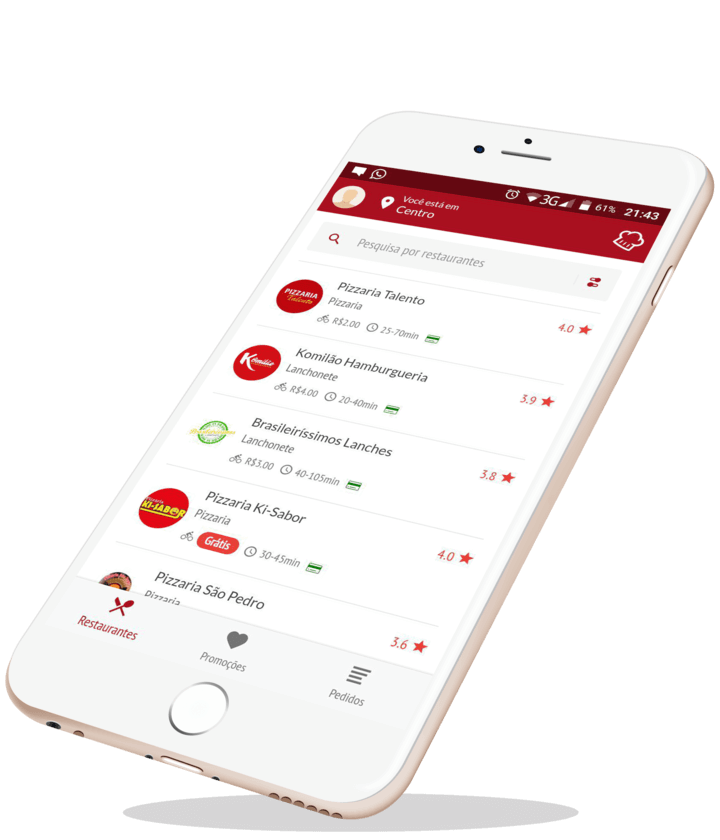 3G 61% 21:43
Você está em
Centro
Pesquisa por restaurantes
PIZZARIA
Talento
Pizzaria Talento
Pizzaria
R$2.00 25-70min
4.0
Komilão
Komilão Hamburgueria
Lanchonete
R$4.00 20-40min
3.9
Brasileiríssimos Lanches
Lanchonete
R$3.00 40-105min
3.8
KI-SABOR
Pizzaria Ki-Sabor
Pizzaria
Grátis 30-45min
4.0
Pizzaria São Pedro
Pizzaria
3.6
Restaurantes
Promoções
Pedidos